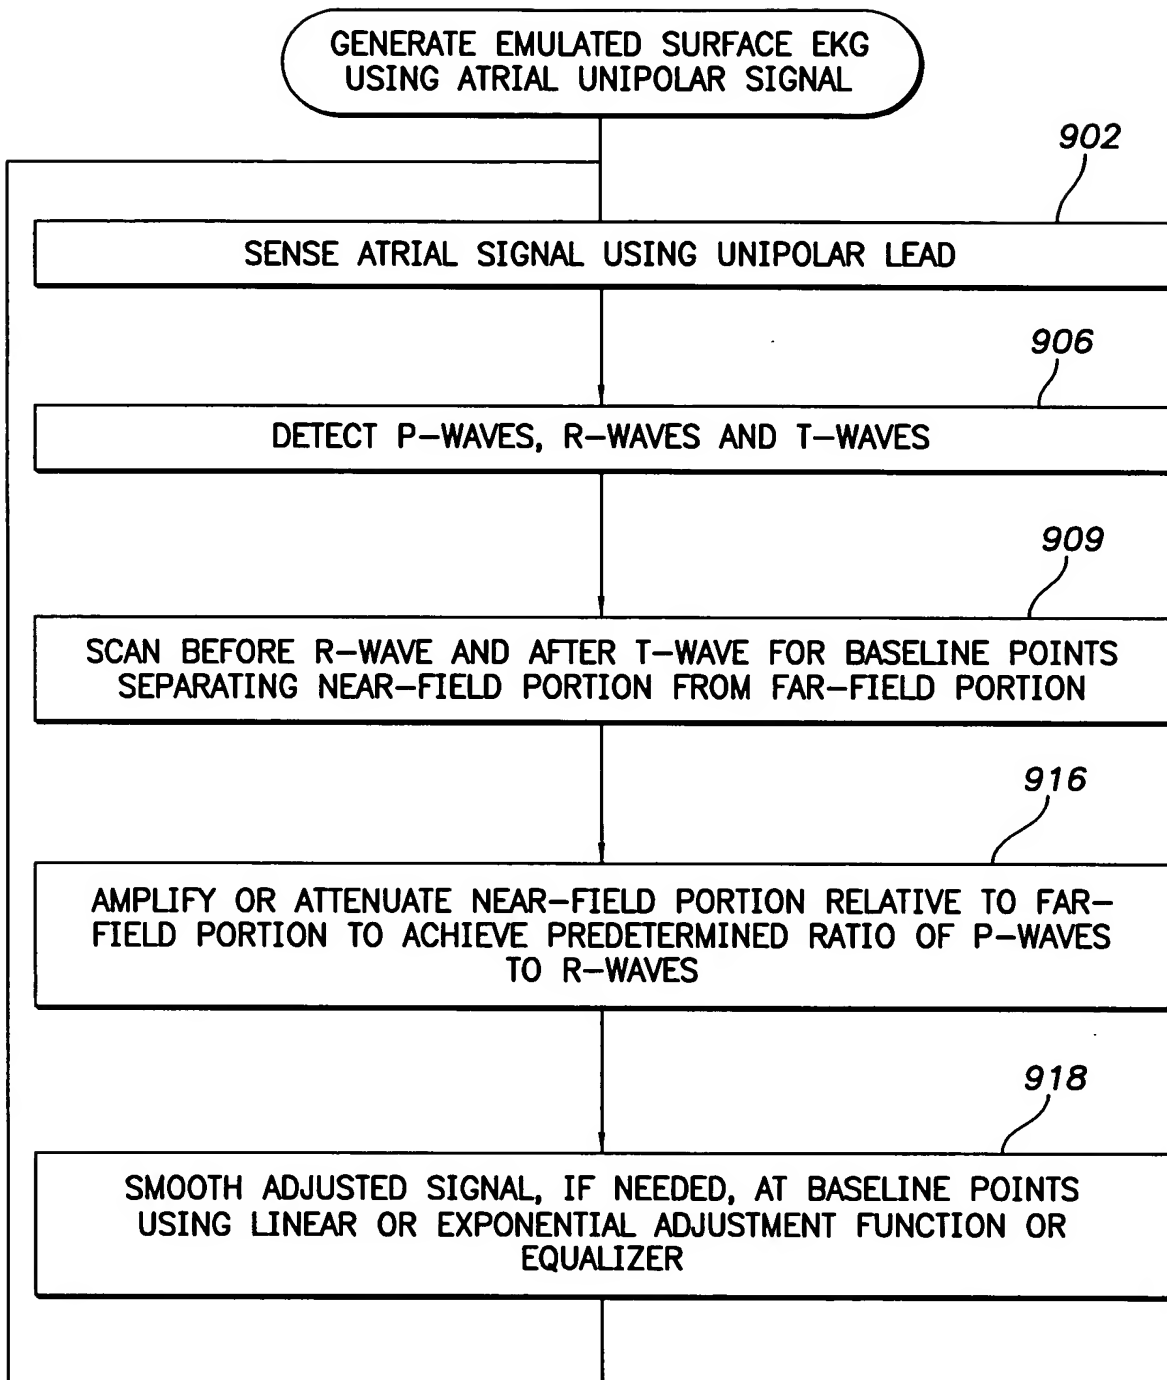 GENERATE EMULATED SURFACE EKG
USING ATRIAL UNIPOLAR SIGNAL
902
SENSE ATRIAL SIGNAL USING UNIPOLAR LEAD
906
DETECT P-WAVES, R-WAVES AND T-WAVES
909
SCAN BEFORE R-WAVE AND AFTER T-WAVE FOR BASELINE POINTS
SEPARATING NEAR-FIELD PORTION FROM FAR-FIELD PORTION
916
AMPLIFY OR ATTENUATE NEAR-FIELD PORTION RELATIVE TO FAR-
FIELD PORTION TO ACHIEVE PREDETERMINED RATIO OF P-WAVES
TO R-WAVES
918
SMOOTH ADJUSTED SIGNAL, IF NEEDED, AT BASELINE POINTS
USING LINEAR OR EXPONENTIAL ADJUSTMENT FUNCTION OR
EQUALIZER